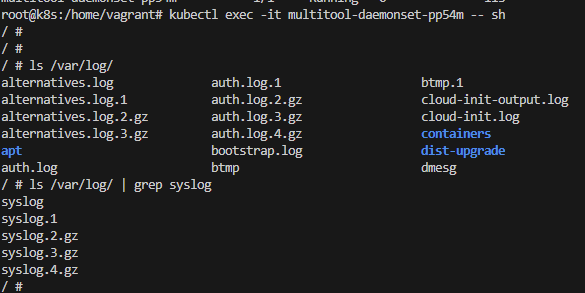 multitool-daemonset-pp54m 1/1 Running 0 11s
root@k8s:/home/vagrant# kubectl exec -it multitool-daemonset-pp54m -- sh
/ #
/ #
/ # ls /var/log/
alternatives.log auth.log.1 btmp.1
alternatives.log.1 auth.log.2.gz cloud-init-output.log
alternatives.log.2.gz auth.log.3.gz cloud-init.log
alternatives.log.3.gz auth.log.4.gz containers
apt bootstrap.log dist-upgrade
auth.log btmp dmesg
/ # ls /var/log/ | grep syslog
syslog
syslog.1
syslog.2.gz
syslog.3.gz
syslog.4.gz
/ #